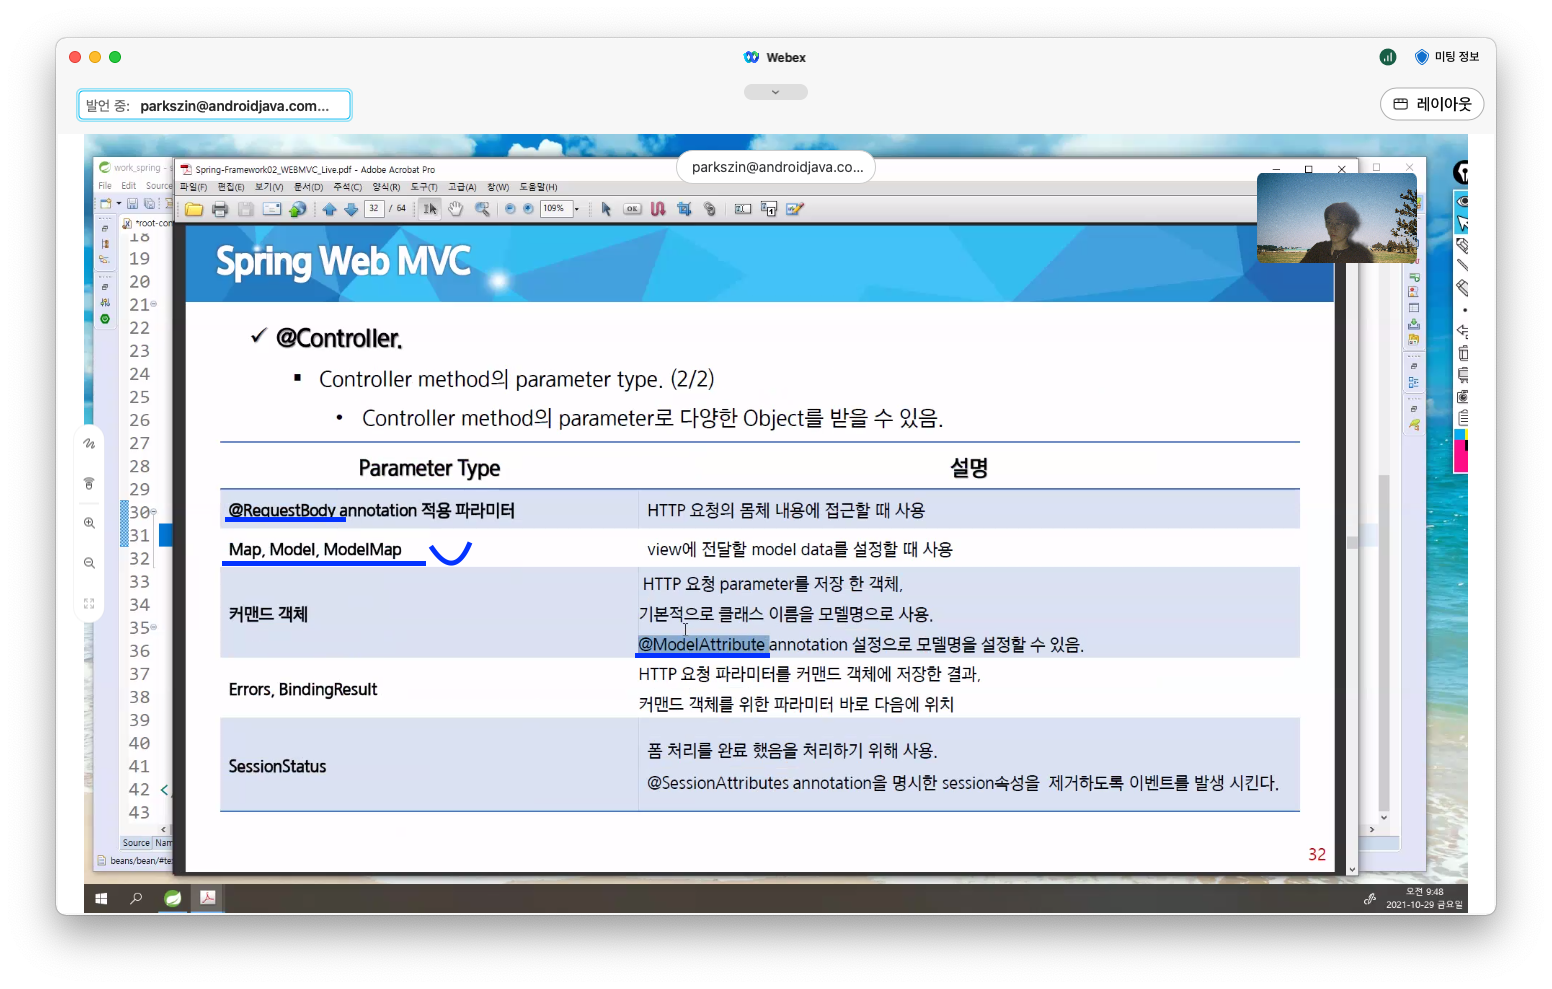 Webex
미팅 정보
발언 중: parkszin@androidjava.com...
레이아웃
work_spring - s
Spring-Framework02_WEBMVC_Live.pdf - Adobe Acrobat Pro
parkszin@androidjava.co...
File Edit Source
파일(F) 편집(E) 보기(V) 문서(D) 주석(C) 양식(R) 도구(T) 고급(A) 창(W) 도움말(H)
32 / 64
109%
*root-con
18
19
20
21
22
23
24
25
26
27
28
29
30
31
32
33
34
35
36
37
38
39
40
41
42 </
43
Spring Web MVC
✓ @Controller.
▪ Controller method의 parameter type. (2/2)
• Controller method의 parameter로 다양한 Object를 받을 수 있음.
Parameter Type 설명
@RequestBody annotation 적용 파라미터 HTTP 요청의 몸체 내용에 접근할 때 사용
Map, Model, ModelMap view에 전달할 model data를 설정할 때 사용
커맨드 객체
HTTP 요청 parameter를 저장 한 객체,
기본적으로 클래스 이름을 모델명으로 사용.
@ModelAttribute annotation 설정으로 모델명을 설정할 수 있음.
Errors, BindingResult
HTTP 요청 파라미터를 커맨드 객체에 저장한 결과,
커맨드 객체를 위한 파라미터 바로 다음에 위치
SessionStatus
폼 처리를 완료 했음을 처리하기 위해 사용.
@SessionAttributes annotation을 명시한 session속성을 제거하도록 이벤트를 발생 시킨다.
32
Source Nam
beans/bean/#te
오전 9:48
2021-10-29 금요일